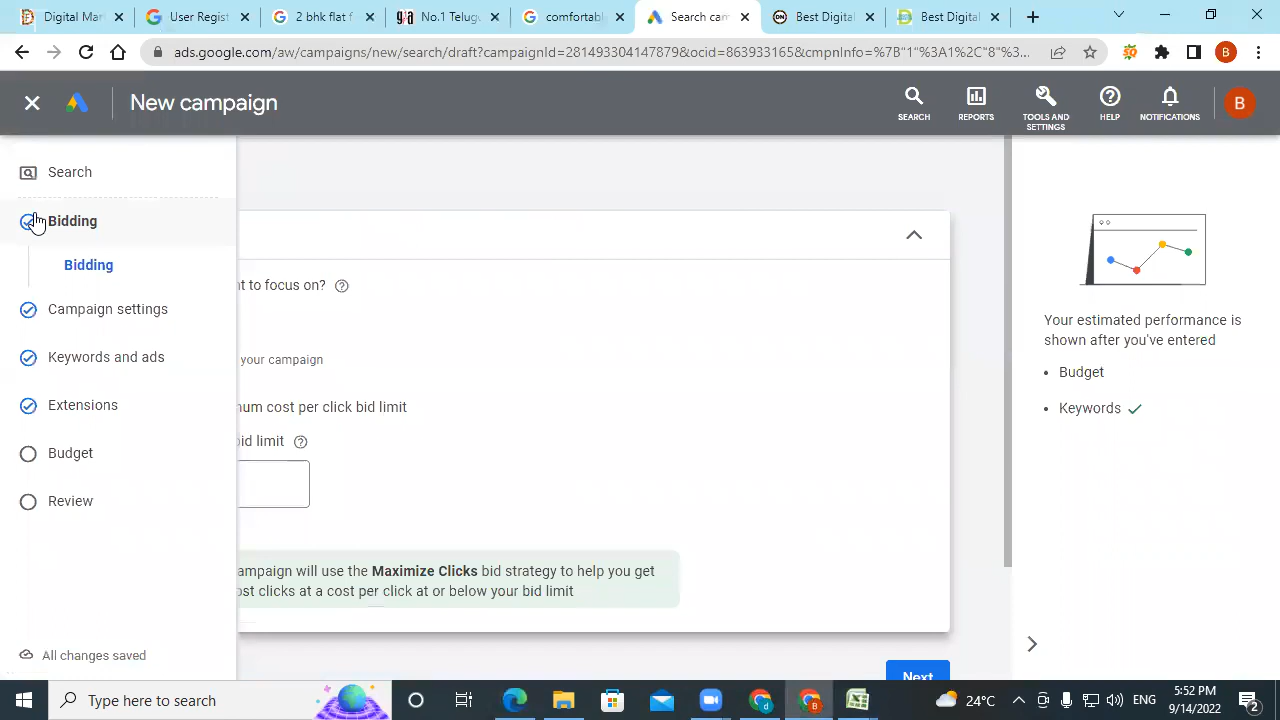 Digital Mar
User Regist
2 bhk flat f
No.1 Telugu
comfortabl
Search cam
Best Digital
Best Digital
ads.google.com/aw/campaigns/new/search/draft?campaignId=281493304147879&ocid=86393316o&cmpnInfo=%7B"1"%3A1%2C"8"%3...
B
New campaign
SEARCH
REPORTS
TOOLS AND
SETTINGS
HELP
NOTIFICATIONS
B
Search
Bidding
Bidding
Campaign settings
Keywords and ads
Extensions
Budget
Review
All changes saved
nt to focus on?
your campaign
num cost per click bid limit
id limit
ampaign will use the Maximize Clicks bid strategy to help you get
ost clicks at a cost per click at or below your bid limit
Next
Your estimated performance is
shown after you've entered
• Budget
• Keywords
Type here to search
24°C
ENG
5:52 PM
9/14/2022
2